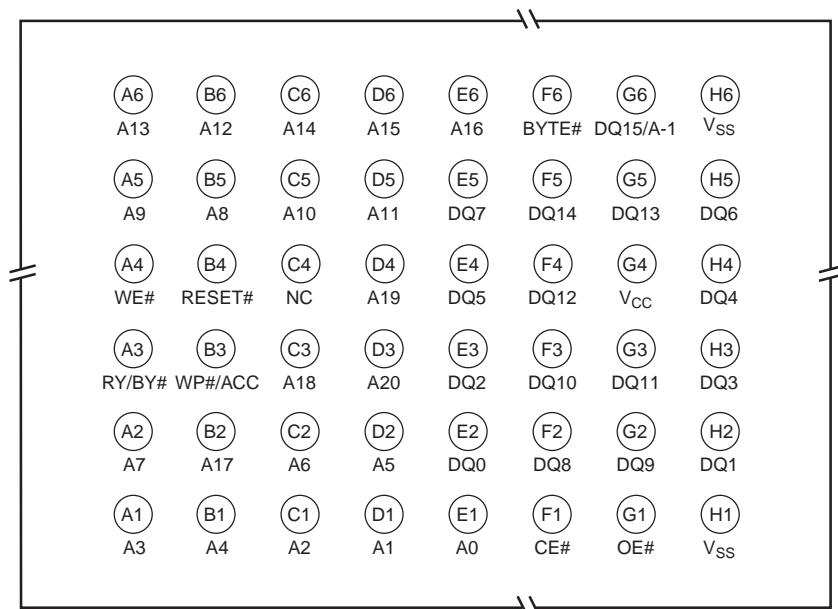 A6 B6 C6 D6 E6 F6 G6 H6
A13 A12 A14 A15 A16 BYTE# DQ15/A-1 VSS
A5 B5 C5 D5 E5 F5 G5 H5
A9 A8 A10 A11 DQ7 DQ14 DQ13 DQ6
A4 B4 C4 D4 E4 F4 G4 H4
WE# RESET# NC A19 DQ5 DQ12 VCC DQ4
A3 B3 C3 D3 E3 F3 G3 H3
RY/BY# WP#/ACC A18 A20 DQ2 DQ10 DQ11 DQ3
A2 B2 C2 D2 E2 F2 G2 H2
A7 A17 A6 A5 DQ0 DQ8 DQ9 DQ1
A1 B1 C1 D1 E1 F1 G1 H1
A3 A4 A2 A1 A0 CE# OE# VSS